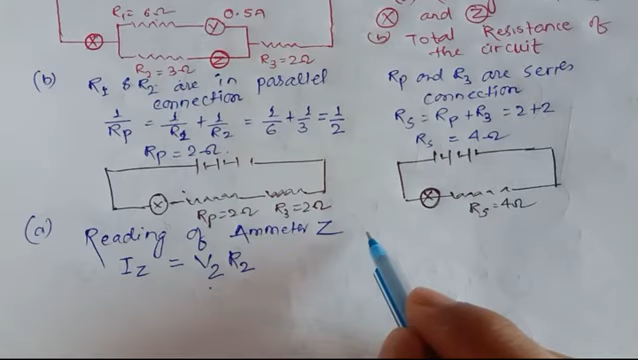 R₁ = 6Ω
Y
0.5A
X
Z
R₂ = 3Ω
R₃ = 2Ω
X and Z
(b) Total Resistance of
the circuit
(b) R₁ & R₂ are in parallel
connection
1/Rp = 1/R₁ + 1/R₂ = 1/6 + 1/3 = 1/2
Rp = 2Ω
X
Rp = 2Ω R₃ = 2Ω
Rp and R₃ are series
connection
Rs = Rp + R₃ = 2+2
Rs = 4Ω
X
Rs = 4Ω
(a) Reading of Ammeter Z
Iz = V₂ R₂